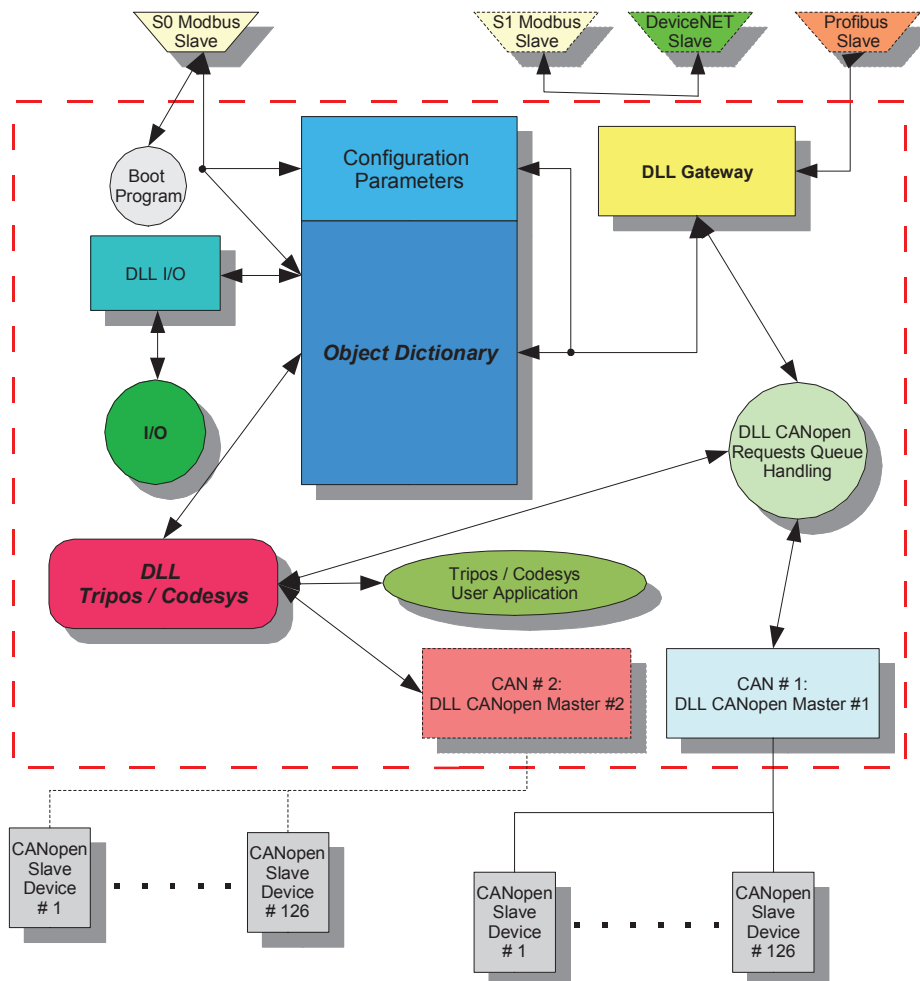 S0 Modbus
Slave
S1 Modbus
Slave
DeviceNET
Slave
Profibus
Slave
Boot
Program
Configuration
Parameters
DLL Gateway
DLL I/O
Object Dictionary
I/O
DLL CANopen
Requests Queue
Handling
DLL
Tripos / Codesys
Tripos / Codesys
User Application
CAN # 2:
DLL CANopen Master #2
CAN # 1:
DLL CANopen Master #1
CANopen
Slave
Device
# 1
CANopen
Slave
Device
# 126
CANopen
Slave
Device
# 1
CANopen
Slave
Device
# 126